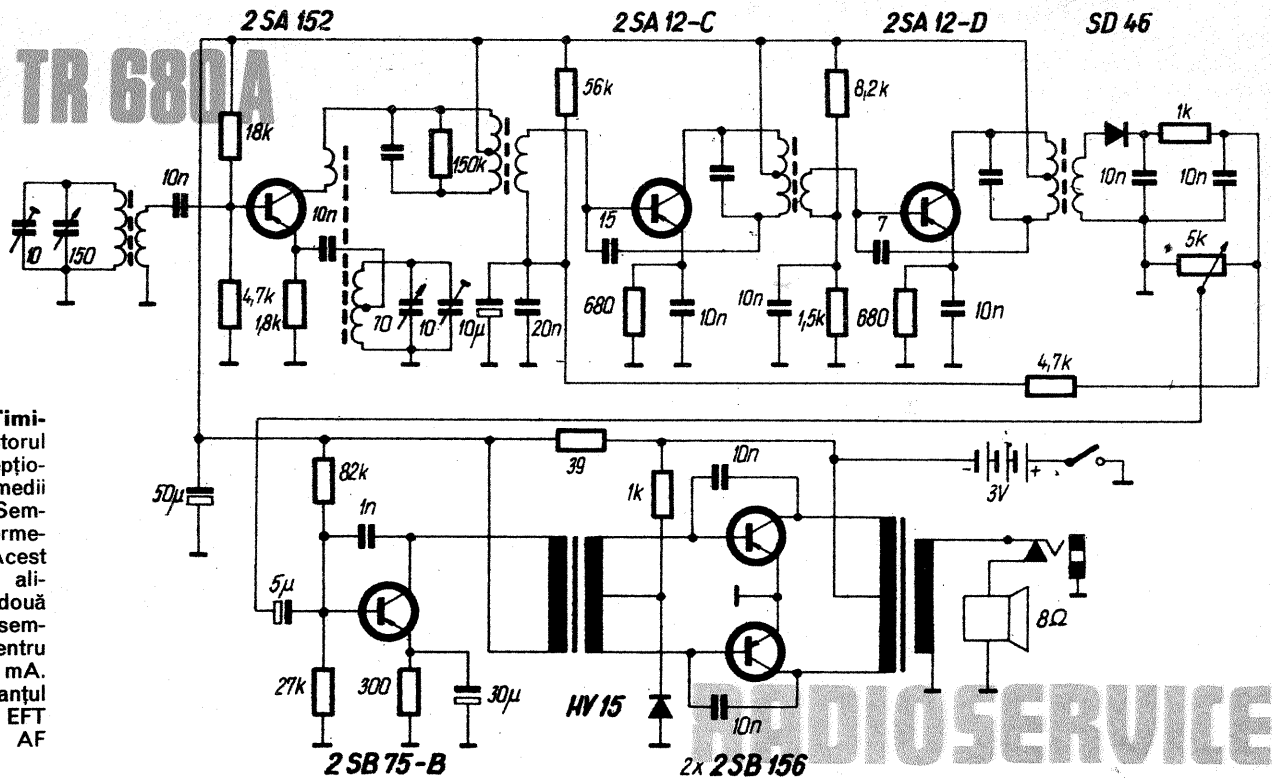 2SA 152
2SA 12-C
2SA 12-D
SD 46
TR 680A
18k
56k
8,2k
1k
10n
150k
10n
10n
10n
10
150
15
7
5k
*
4,7k
1,8k
70
10
10µ
20n
680
10n
10n
1,5k
680
10n
4,7k
Timi-
torul
epțio-
medii
Sem-
rme-
Acest
ali-
două
sem-
entru
mA.
anțul
EFT
AF
82k
39
1k
10n
- +
3V
50µ
1n
5µ
8Ω
27k
300
30µ
HV 15
10n
RADIOSERVICE
2SB 75-B
2x 2SB 156